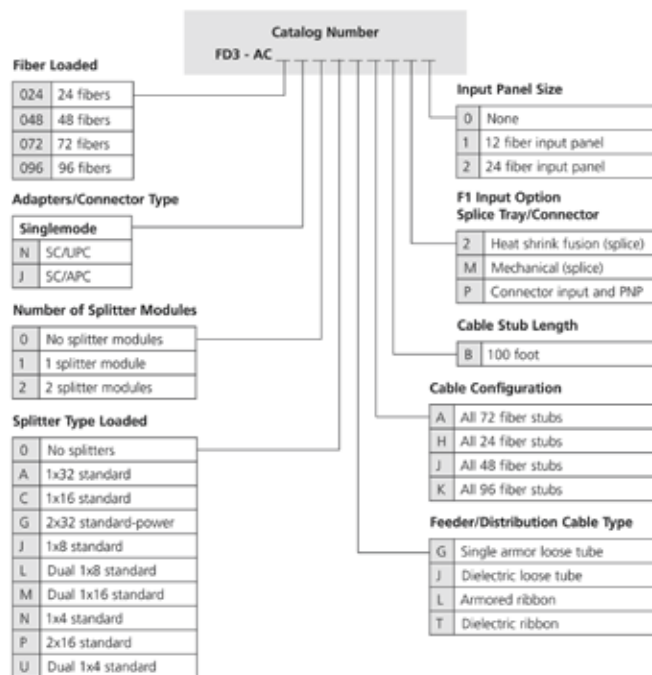 Catalog Number
FD3 - AC _ _ _ _ _ _ _ _ _
Fiber Loaded
024 24 fibers
048 48 fibers
072 72 fibers
096 96 fibers
Adapters/Connector Type
Singlemode
N SC/UPC
J SC/APC
Number of Splitter Modules
0 No splitter modules
1 1 splitter module
2 2 splitter modules
Splitter Type Loaded
0 No splitters
A 1x32 standard
C 1x16 standard
G 2x32 standard-power
J 1x8 standard
L Dual 1x8 standard
M Dual 1x16 standard
N 1x4 standard
P 2x16 standard
U Dual 1x4 standard
Input Panel Size
0 None
1 12 fiber input panel
2 24 fiber input panel
F1 Input Option
Splice Tray/Connector
2 Heat shrink fusion (splice)
M Mechanical (splice)
P Connector input and PNP
Cable Stub Length
B 100 foot
Cable Configuration
A All 72 fiber stubs
H All 24 fiber stubs
J All 48 fiber stubs
K All 96 fiber stubs
Feeder/Distribution Cable Type
G Single armor loose tube
J Dielectric loose tube
L Armored ribbon
T Dielectric ribbon